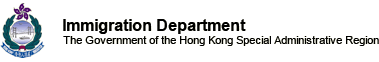 Immigration Department
The Government of the Hong Kong Special Administrative Region